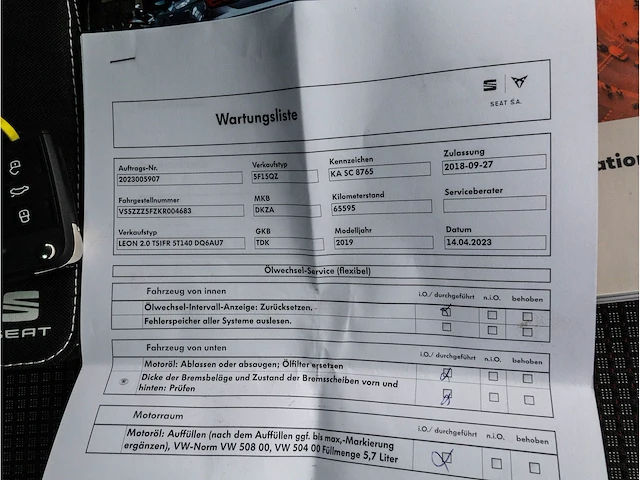 SEAT S.A.
Wartungsliste
Auftrags-Nr.
2023005907
Verkaufstyp
5F15QZ
Kennzeichen
KA SC 8765
Zulassung
2018-09-27
Fahrgestellnummer
VSSZZZ5FZKR004683
MKB
DKZA
Kilometerstand
65595
Serviceberater
Verkaufstyp
LEON 2.0 TSIFR 5T140 DQ6AU7
GKB
TDK
Modelljahr
2019
Datum
14.04.2023
Ölwechsel-Service (flexibel)
Fahrzeug von innen i.O./ durchgeführt n.i.O. behoben
Ölwechsel-Intervall-Anzeige: Zurücksetzen.
Fehlerspeicher aller Systeme auslesen.
Fahrzeug von unten i.O./ durchgeführt n.i.O. behoben
Motoröl: Ablassen oder absaugen; Ölfilter ersetzen
Dicke der Bremsbeläge und Zustand der Bremsscheiben vorn und
hinten: Prüfen
Motorraum i.O./ durchgeführt n.i.O. behoben
Motoröl: Auffüllen (nach dem Auffüllen ggf. bis max,-Markierung
ergänzen), VW-Norm VW 508 00, VW 504 00 Füllmenge 5,7 Liter
SEAT